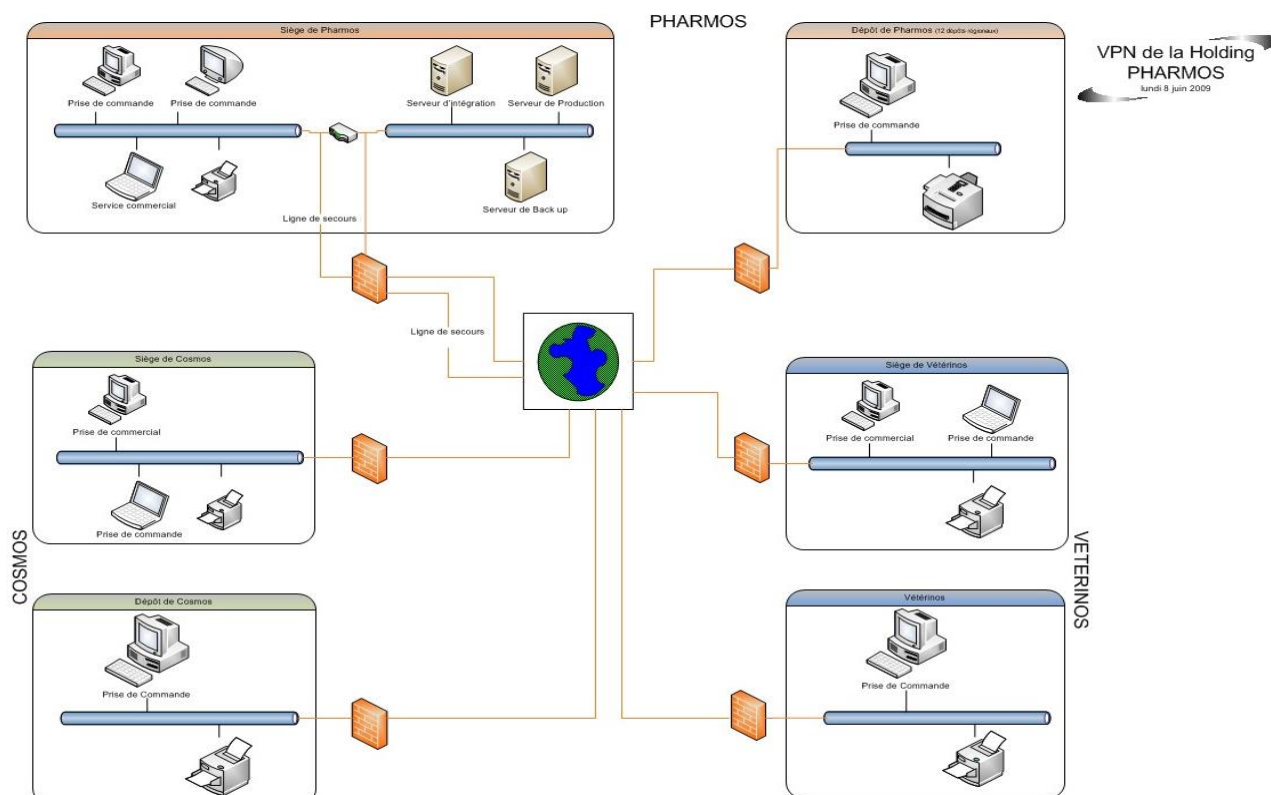 PHARMOS
VPN de la Holding
PHARMOS
lundi 8 juin 2009
Siège de Pharmos
Prise de commande
Prise de commande
Serveur d'intégration
Serveur de Production
Service commercial
Serveur de Back up
Ligne de secours
Dépôt de Pharmos (12 dépôts régionaux)
Prise de commande
Ligne de secours
COSMOS
Siège de Cosmos
Prise de commercial
Prise de commande
Siège de Vétérinos
Prise de commercial
Prise de commande
VETERINOS
Dépôt de Cosmos
Prise de Commande
Vétérinos
Prise de Commande